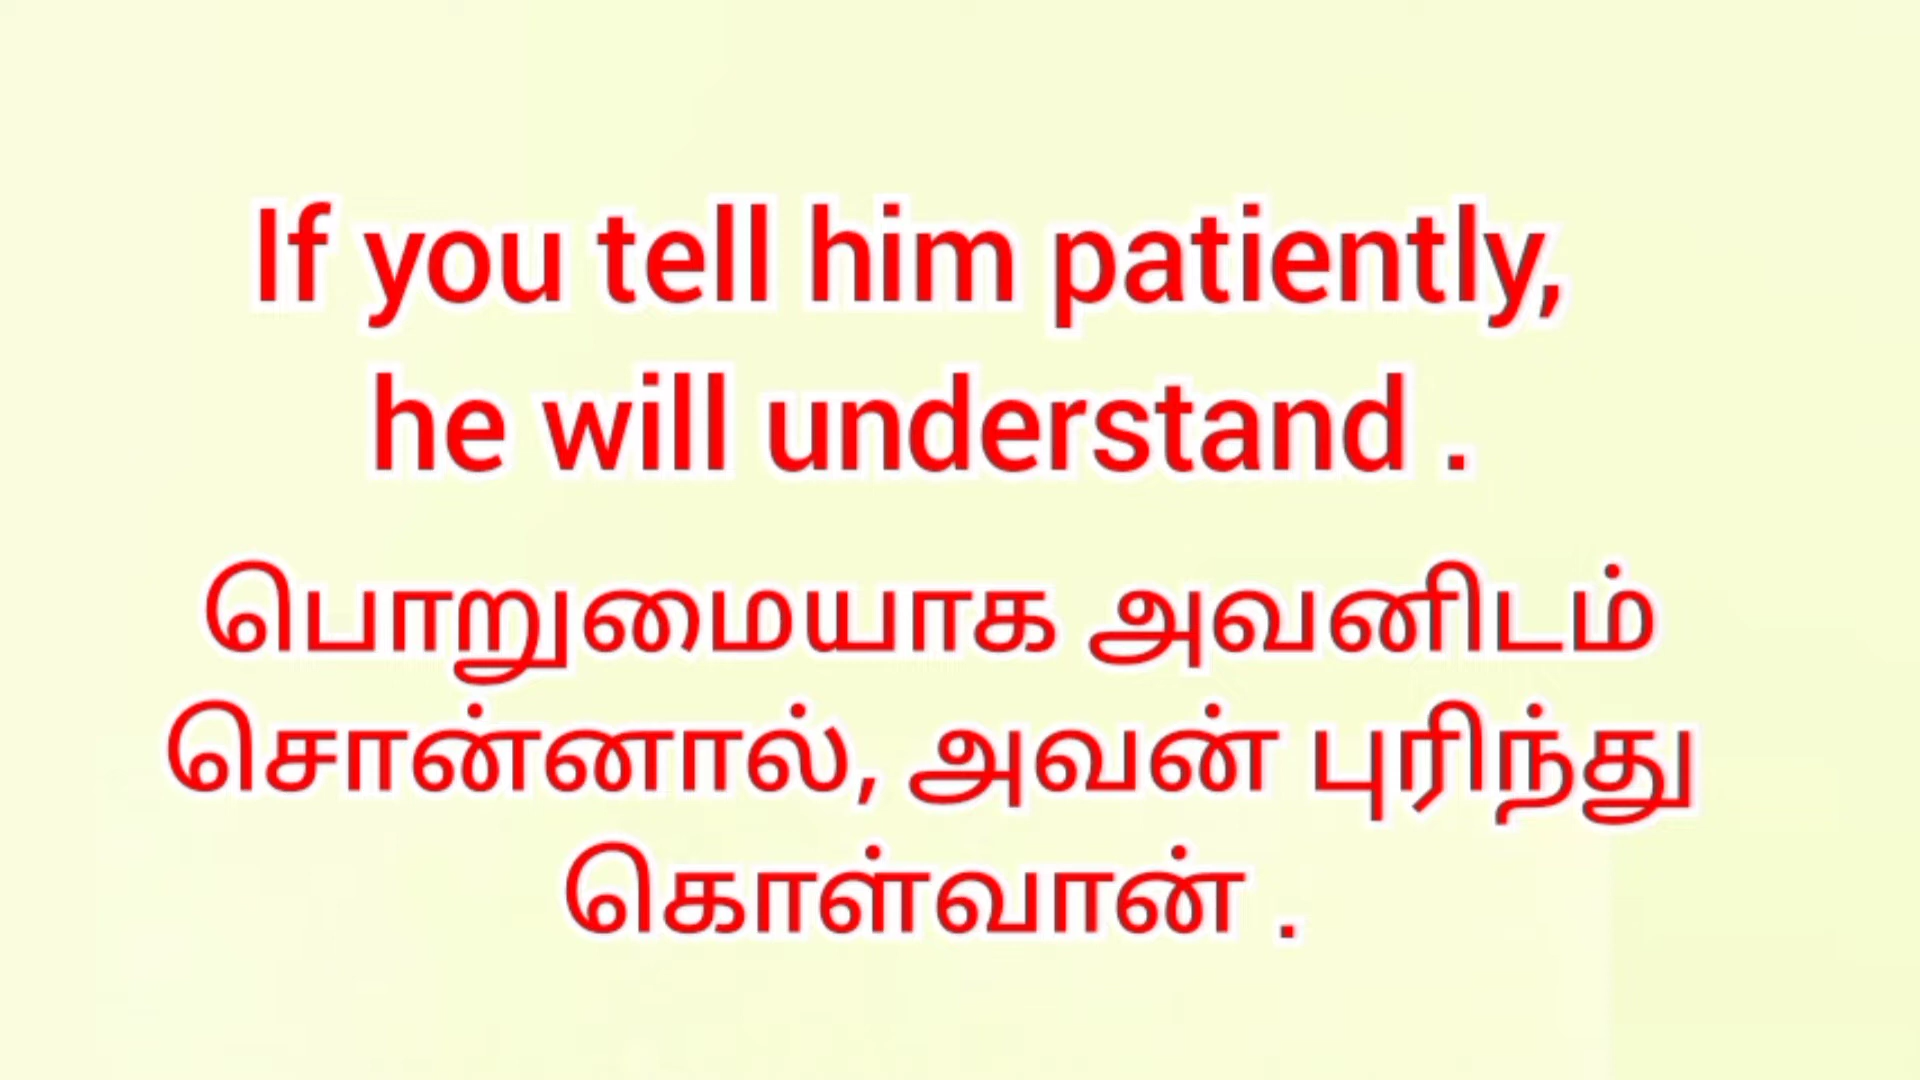 If you tell him patiently,
he will understand .
பொறுமையாக அவனிடம்
சொன்னால், அவன் புரிந்து
கொள்வான் .